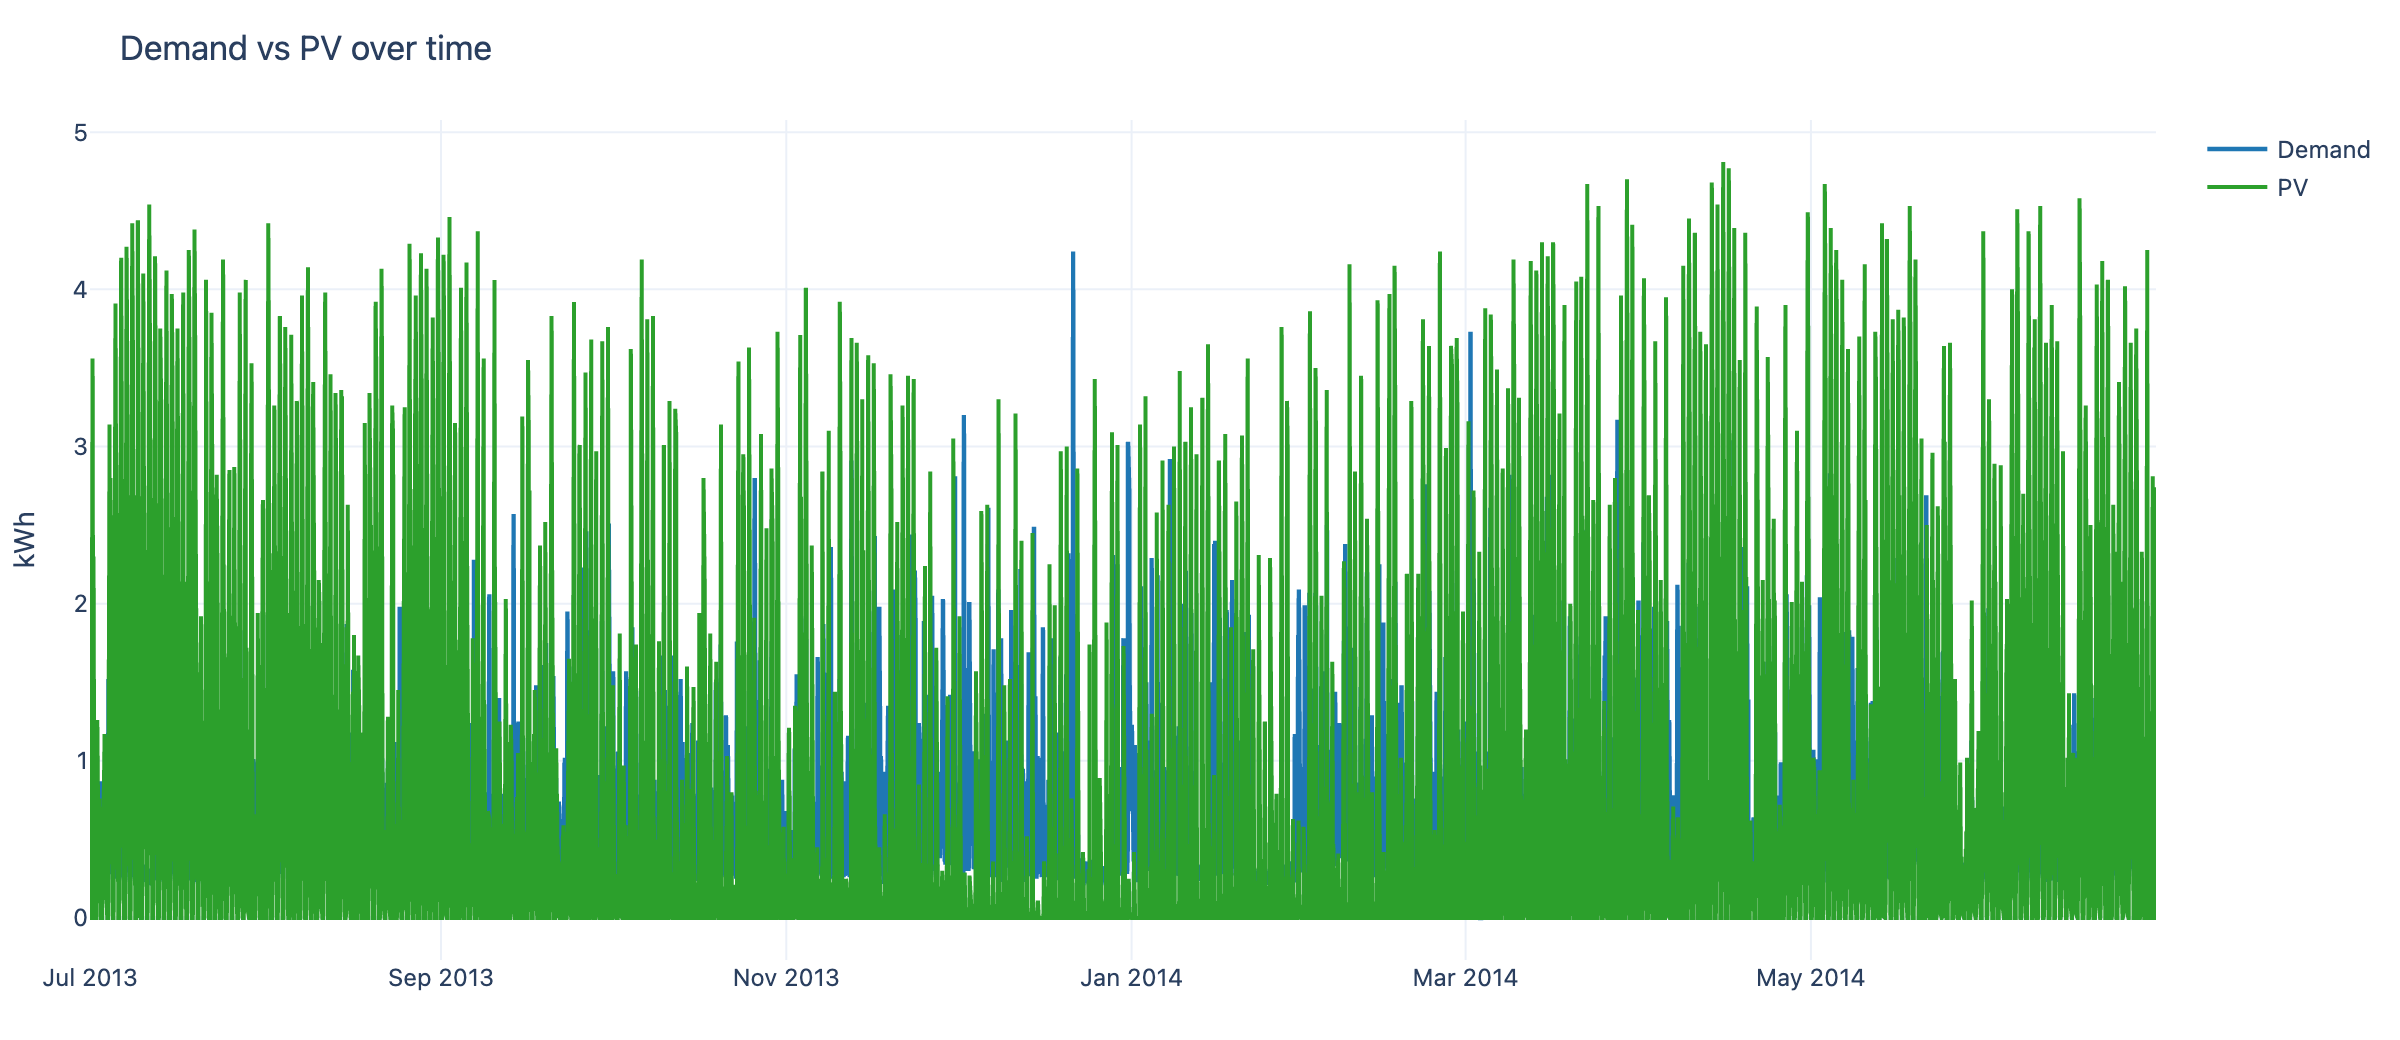 Demand vs PV over time
5
4
3
2
1
0
kWh
Jul 2013
Sep 2013
Nov 2013
Jan 2014
Mar 2014
May 2014
Demand
PV